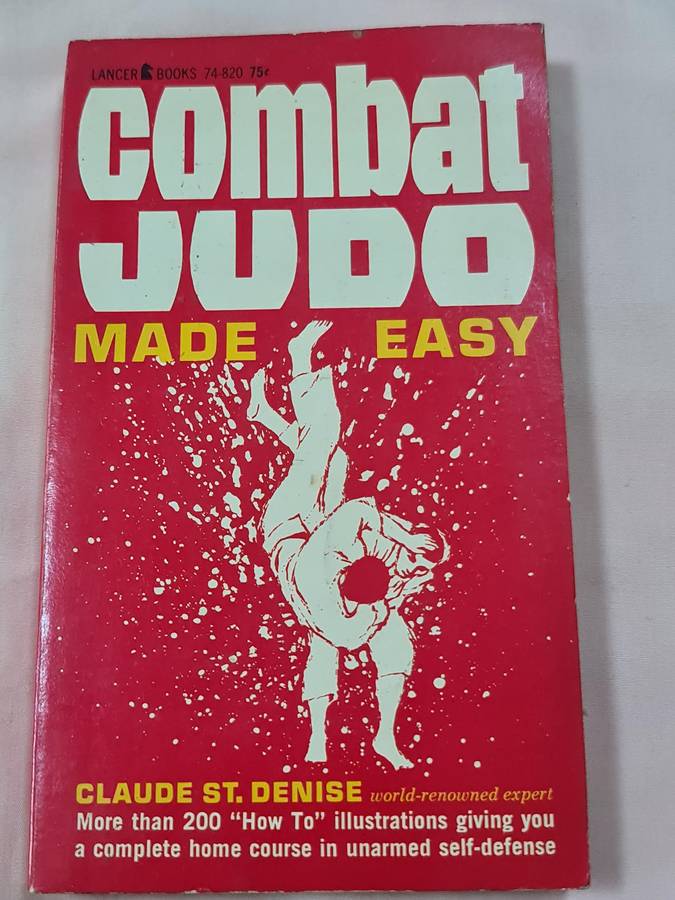 LANCER BOOKS 74-820 75¢
combat
JUDO
MADE EASY
CLAUDE ST. DENISE world-renowned expert
More than 200 “How To” illustrations giving you
a complete home course in unarmed self-defense